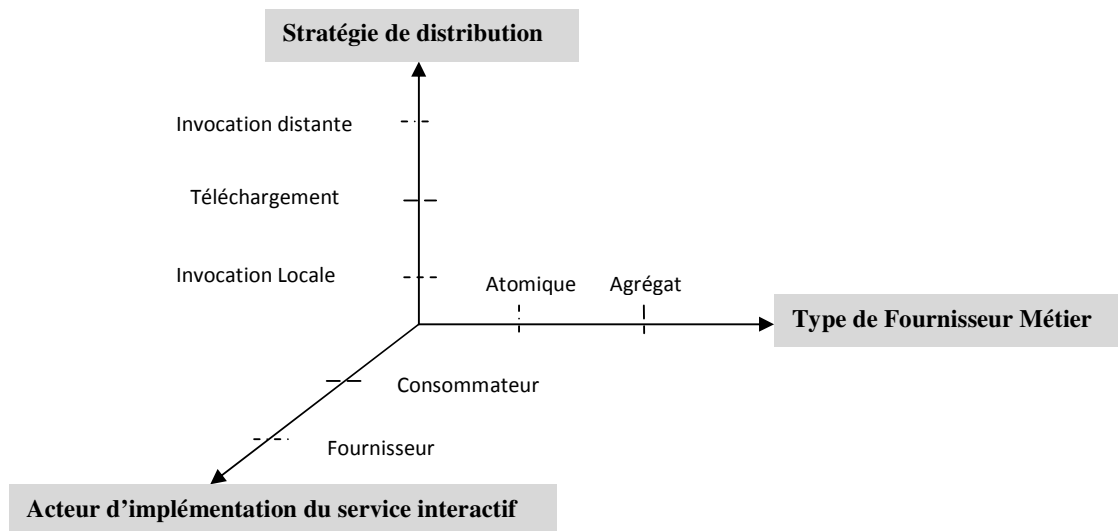 Stratégie de distribution
Invocation distante
Téléchargement
Invocation Locale
Atomique
Agrégat
Type de Fournisseur Métier
Consommateur
Fournisseur
Acteur d’implémentation du service interactif